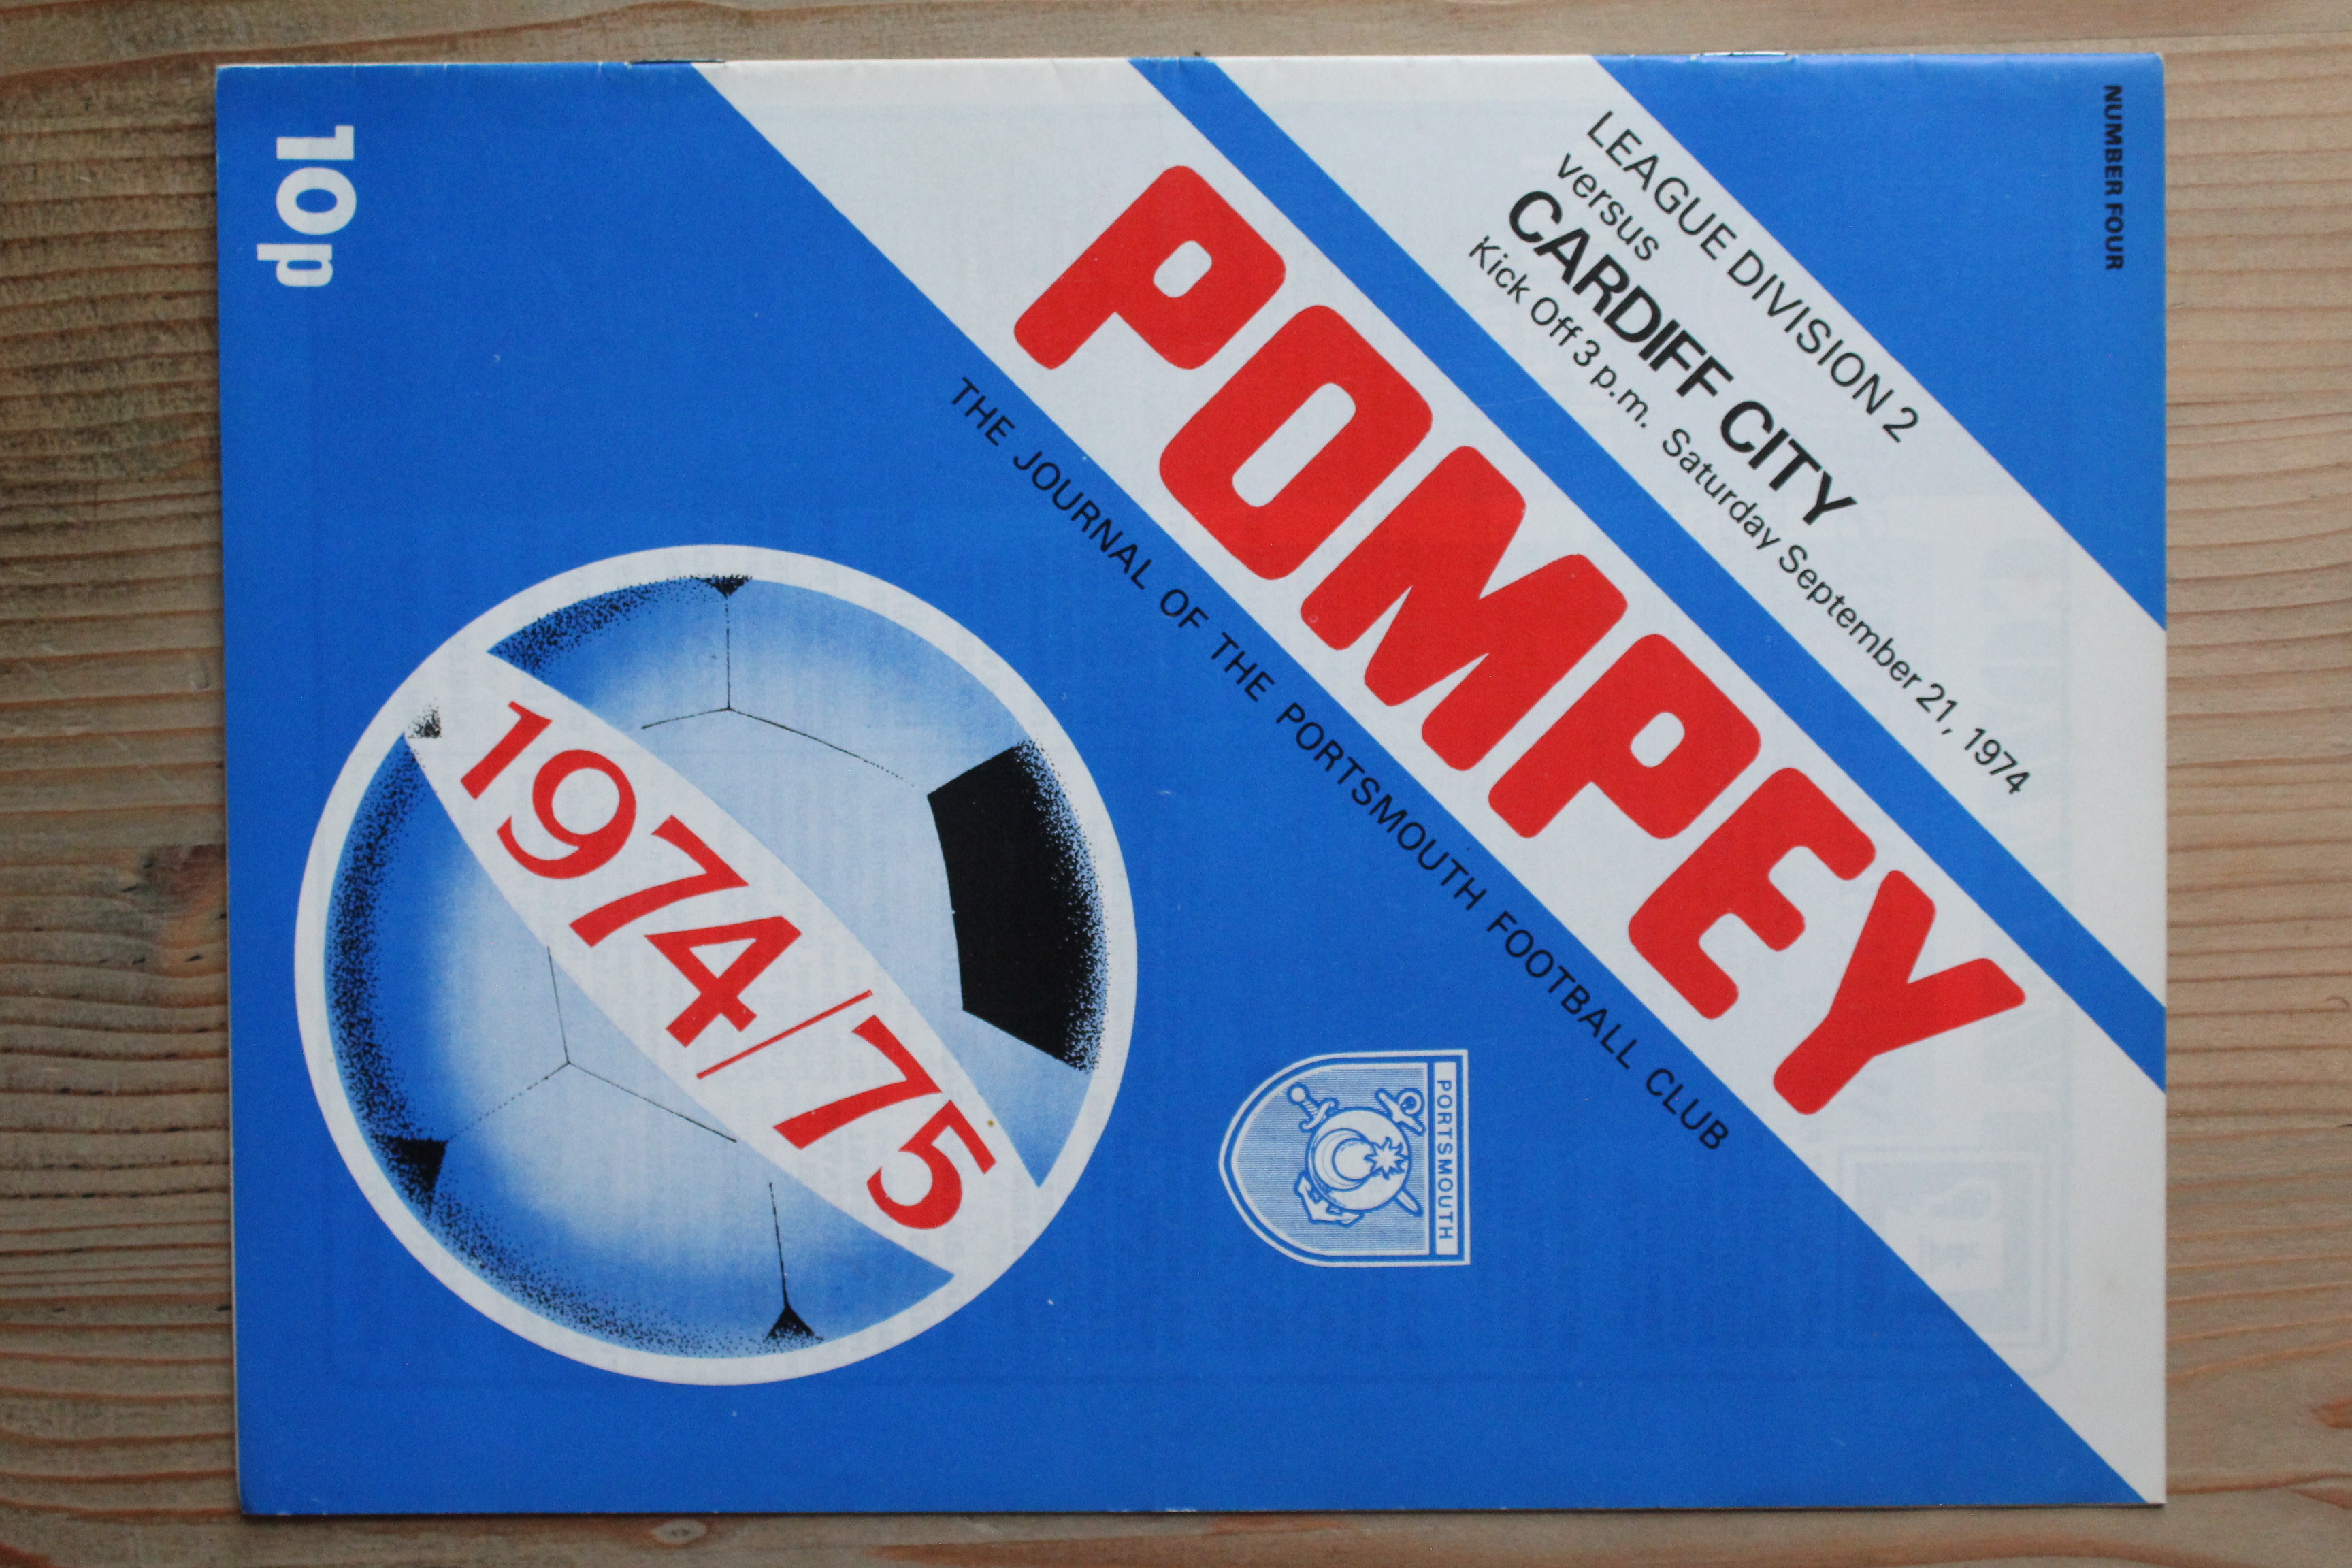 NUMBER FOUR
LEAGUE DIVISION 2
versus
CARDIFF CITY
Kick Off 3 p.m. Saturday September 21, 1974
POMPEY
THE JOURNAL OF THE PORTSMOUTH FOOTBALL CLUB
PORTSMOUTH
1974/75
10p